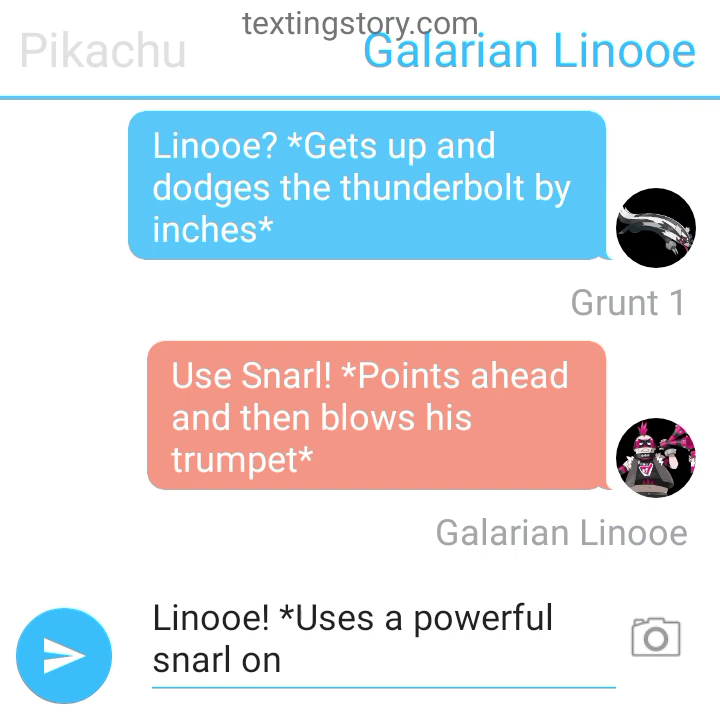 textingstory.com
Pikachu
Galarian Linooe
Linooe? *Gets up and
dodges the thunderbolt by
inches*
Grunt 1
Use Snarl! *Points ahead
and then blows his
trumpet*
Galarian Linooe
Linooe! *Uses a powerful
snarl on